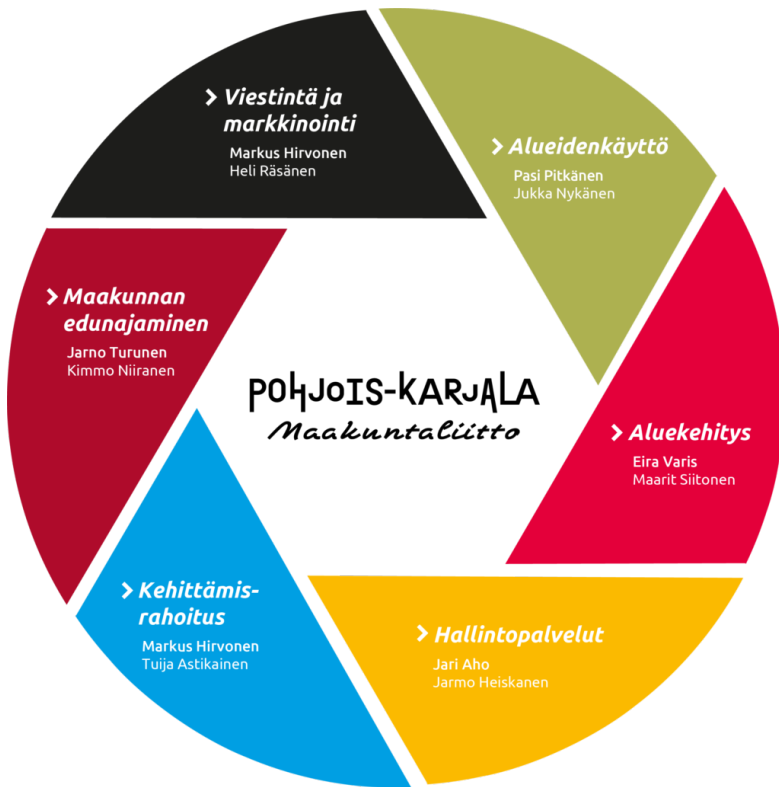 Viestintä ja
markkinointi
Markus Hirvonen
Heli Räsänen
Alueidenkäyttö
Pasi Pitkänen
Jukka Nykänen
Maakunnan
edunajaminen
Jarno Turunen
Kimmo Niiranen
POHJOIS-KARJALA
Maakuntaliitto
Aluekehitys
Eira Varis
Maarit Siitonen
Kehittämis-
rahoitus
Markus Hirvonen
Tuija Astikainen
Hallintopalvelut
Jari Aho
Jarmo Heiskanen